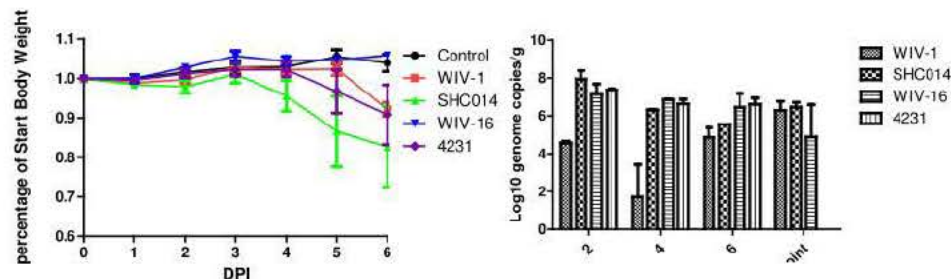 percentage of Start Body Weight
1.1
1.0
0.9
0.8
0.7
0.6
0 1 2 3 4 5 6
DPI
Control
WIV-1
SHC014
WIV-16
4231
Log10 genome copies/g
10
8
6
4
2
0
2 4 6 oint
WIV-1
SHC014
WIV-16
4231